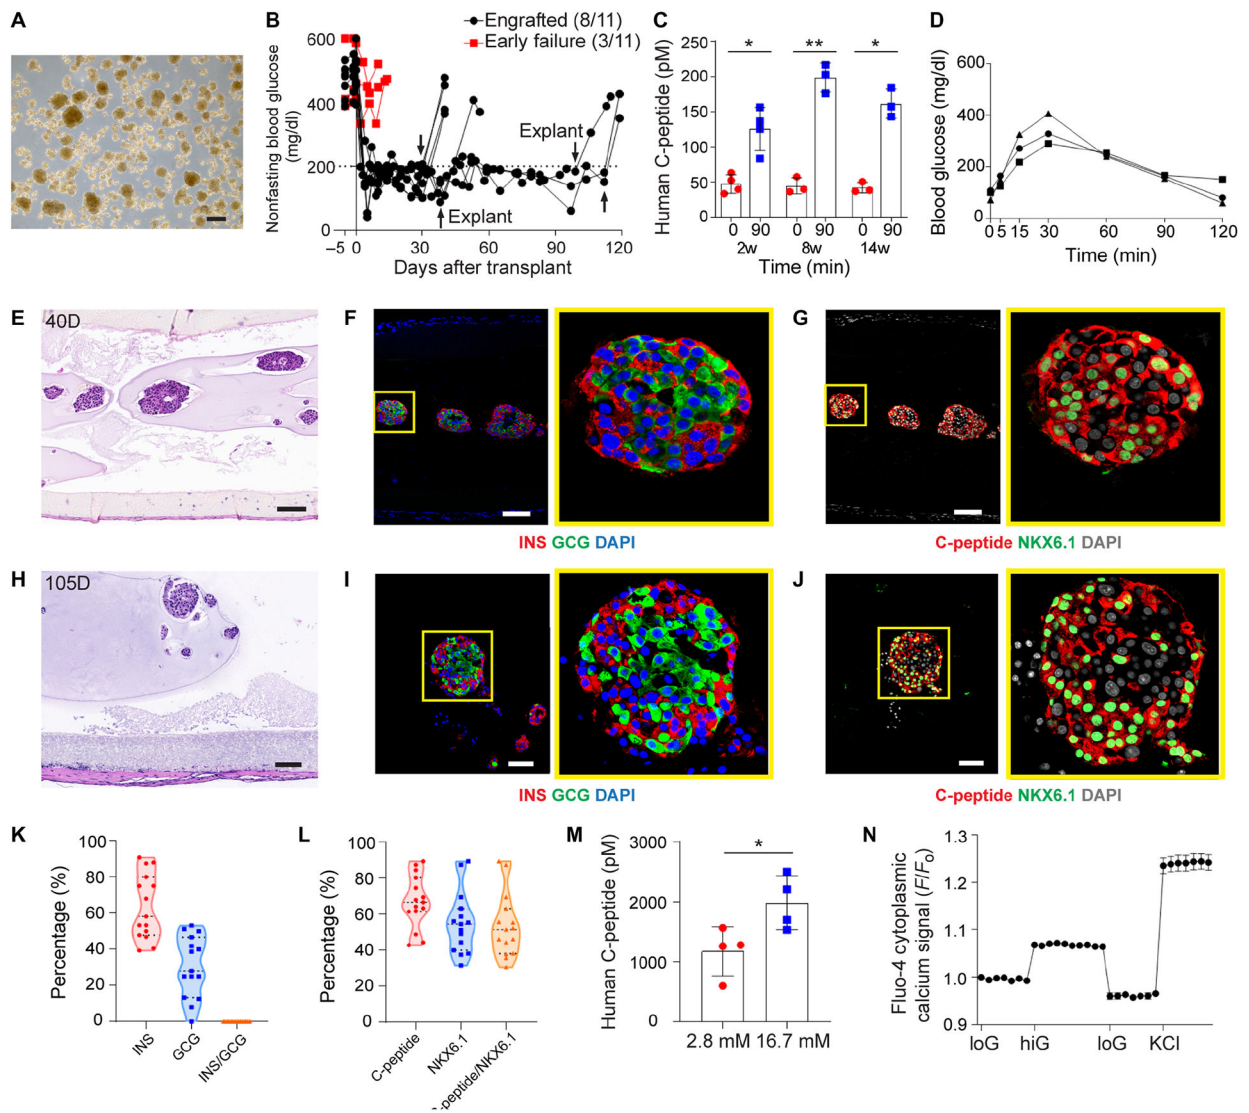 A
B
Engrafted (8/11)
Early failure (3/11)
Nonfasting blood glucose
(mg/dl)
600
400
200
0
–5
0
30
60
90
120
Explant
Explant
Days after transplant
C
Human C-peptide (pM)
250
200
150
100
50
0
*
**
*
0 90
0 90
0 90
2w
8w
14w
Time (min)
D
Blood glucose (mg/dl)
600
400
200
0
0 5 15 30 60 90 120
Time (min)
E
40D
F
INS GCG DAPI
G
C-peptide NKX6.1 DAPI
H
105D
I
INS GCG DAPI
J
C-peptide NKX6.1 DAPI
K
Percentage (%)
100
80
60
40
20
0
INS
GCG
INS/GCG
L
Percentage (%)
100
80
60
40
20
0
C-peptide
NKX6.1
-peptide/NKX6.1
M
Human C-peptide (pM)
3000
2000
1000
0
*
2.8 mM 16.7 mM
N
Fluo-4 cytoplasmic
calcium signal (F/Fo)
1.3
1.2
1.1
1.0
0.9
loG
hiG
loG
KCl